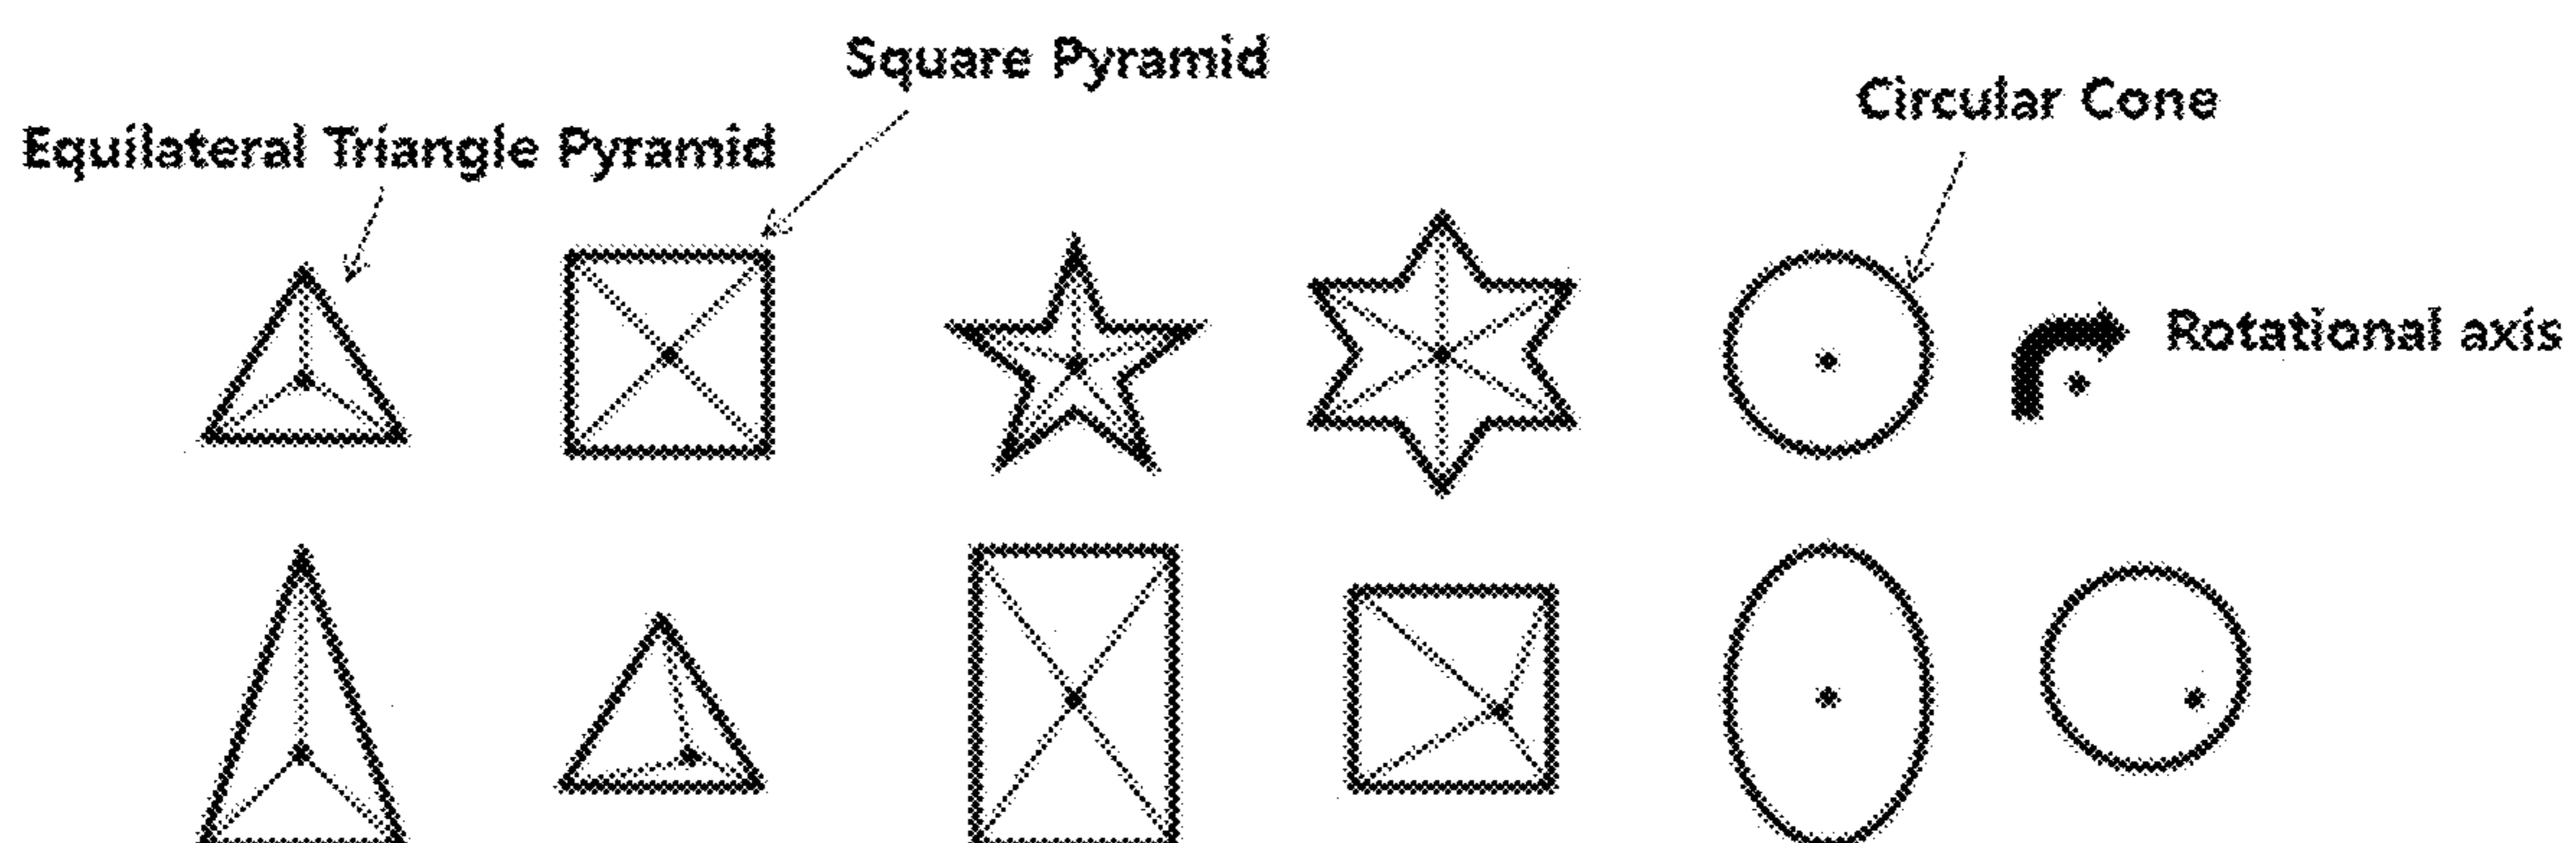 Square Pyramid
Circular Cone
Equilateral Triangle Pyramid
Rotational axis